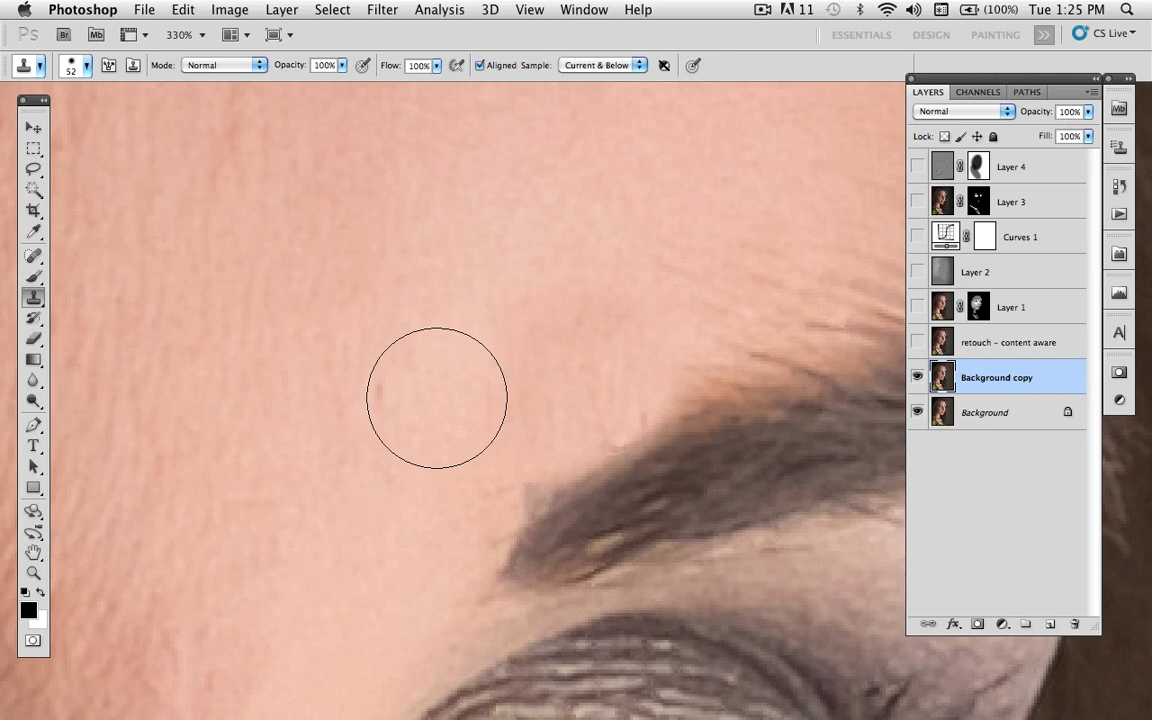 Photoshop File Edit Image Layer Select Filter Analysis 3D View Window Help 11 (100%) Tue 1:25 PM
Ps Br Mb 330% ESSENTIALS DESIGN PAINTING CS Live
52 Mode: Normal Opacity: 100% Flow: 100% Aligned Sample: Current & Below
LAYERS CHANNELS PATHS
Normal Opacity: 100%
Lock: Fill: 100%
Layer 4
Layer 3
Curves 1
Layer 2
Layer 1
retouch - content aware
Background copy
Background
Mb
A
T
fx